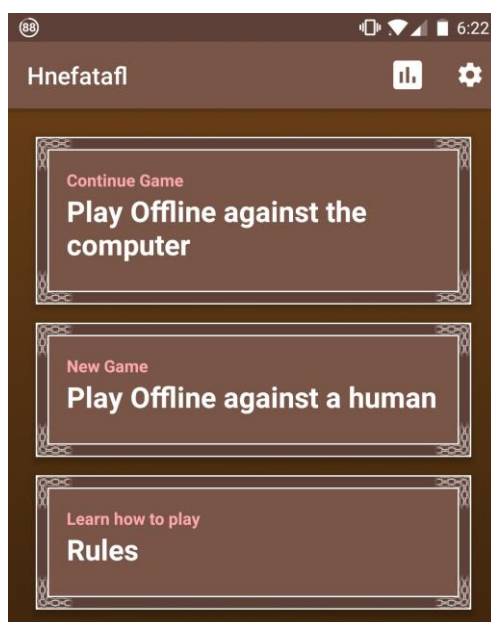 88
6:22
Hnefatafl
Continue Game
Play Offline against the
computer
New Game
Play Offline against a human
Learn how to play
Rules